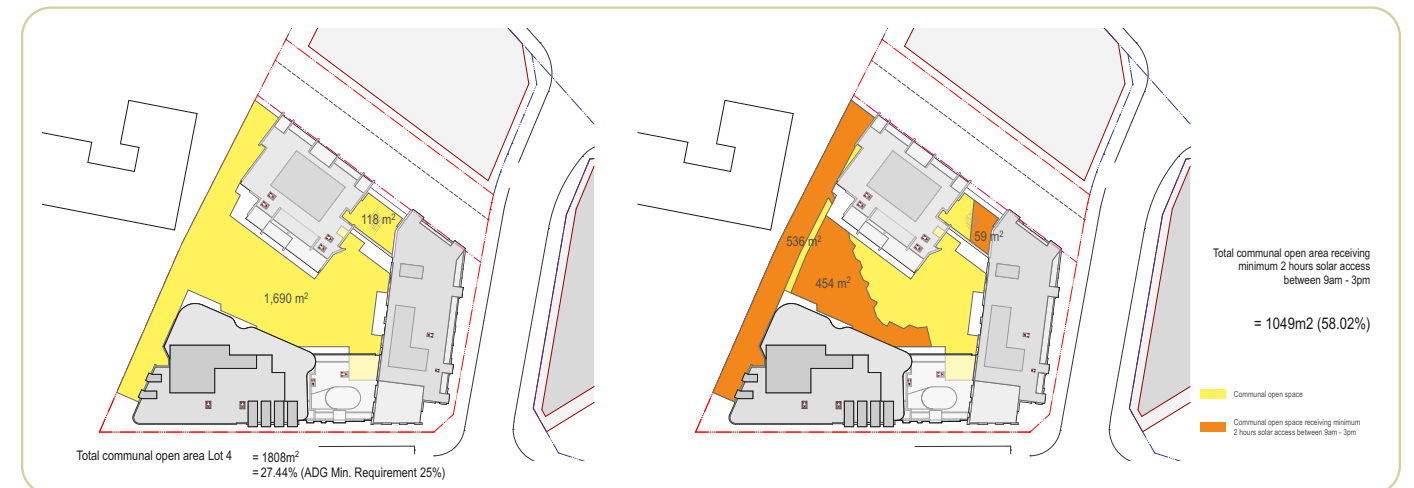 118 m²
1,690 m²
Total communal open area Lot 4 = 1808m²
= 27.44% (ADG Min. Requirement 25%)
536 m²
59 m²
454 m²
Total communal open area receiving
minimum 2 hours solar access
between 9am - 3pm
= 1049m2 (58.02%)
Communal open space
Communal open space receiving minimum
2 hours solar access between 9am - 3pm